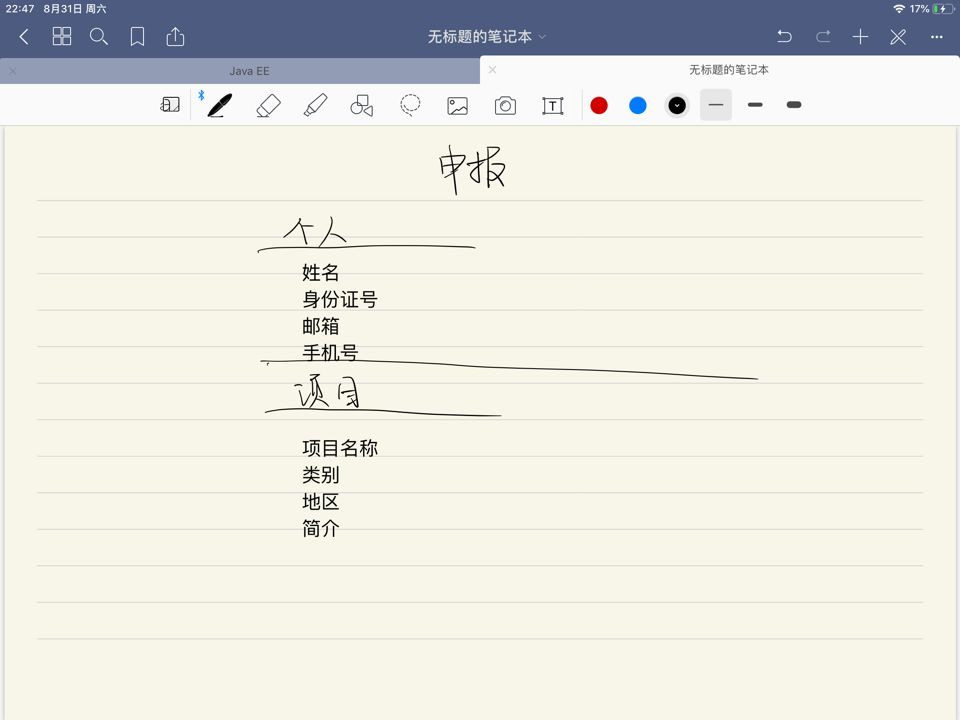 22:47 8月31日 周六 17%
无标题的笔记本
Java EE 无标题的笔记本
T
申报
个人
姓名
身份证号
邮箱
手机号
项目
项目名称
类别
地区
简介